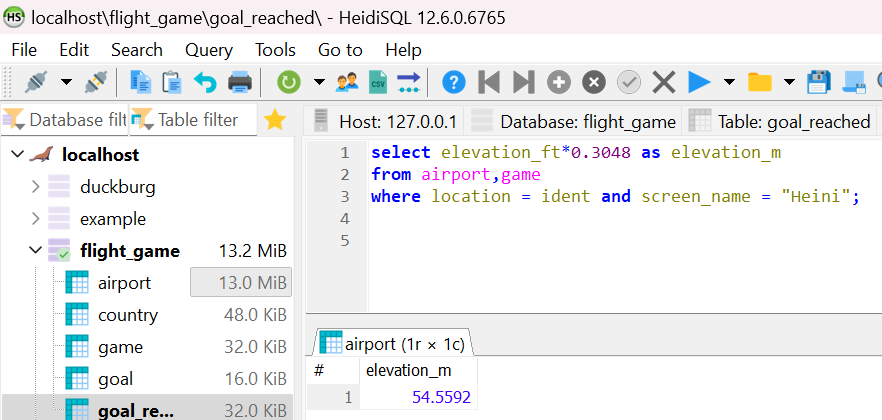 HS localhost\flight_game\goal_reached\ - HeidiSQL 12.6.0.6765
File Edit Search Query Tools Go to Help
CSV
Database filt Table filter Host: 127.0.0.1 Database: flight_game Table: goal_reached
localhost
duckburg
example
flight_game 13.2 MiB
airport 13.0 MiB
country 48.0 KiB
game 32.0 KiB
goal 16.0 KiB
goal_re... 32.0 KiB
1 select elevation_ft*0.3048 as elevation_m
2 from airport,game
3 where location = ident and screen_name = "Heini";
4
5
airport (1r × 1c)
# elevation_m
1 54.5592